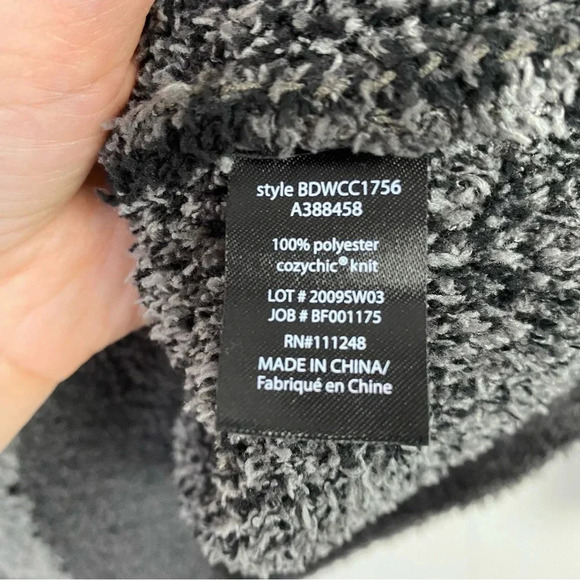 style BDWCC1756
A388458
100% polyester
cozychic® knit
LOT # 2009SW03
JOB # BF001175
RN#111248
MADE IN CHINA/
Fabriqué en Chine